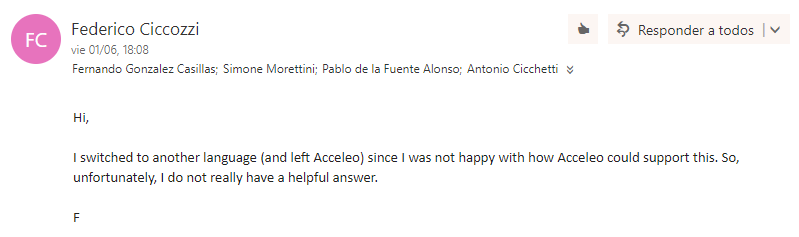 FC
Federico Ciccozzi
vie 01/06, 18:08
Responder a todos
Fernando Gonzalez Casillas; Simone Morettini; Pablo de la Fuente Alonso; Antonio Cicchetti
Hi,
I switched to another language (and left Acceleo) since I was not happy with how Acceleo could support this. So,
unfortunately, I do not really have a helpful answer.
F